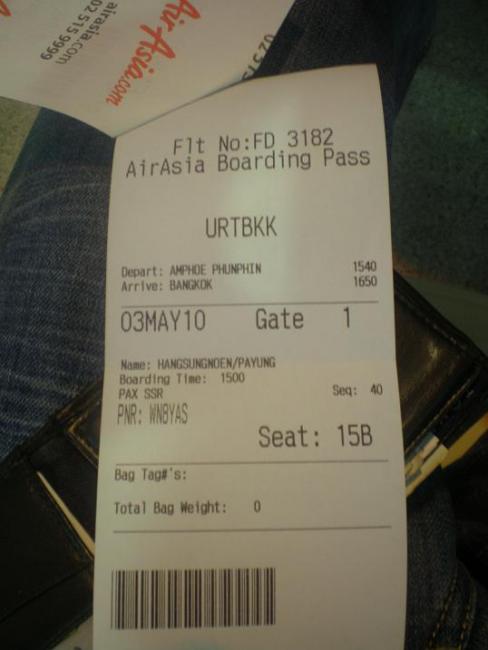 AirAsia.com
airasia.com
02 515 9999
02 515
Flt No:FD 3182
AirAsia Boarding Pass
URTBKK
Depart: AMPHOE PHUNPHIN 1540
Arrive: BANGKOK 1650
03MAY10 Gate 1
Name: HANGSUNGNOEN/PAYUNG
Boarding Time: 1500
PAX SSR Seq: 40
PNR: WNBYAS
Seat: 15B
Bag Tag#'s:
Total Bag Weight: 0